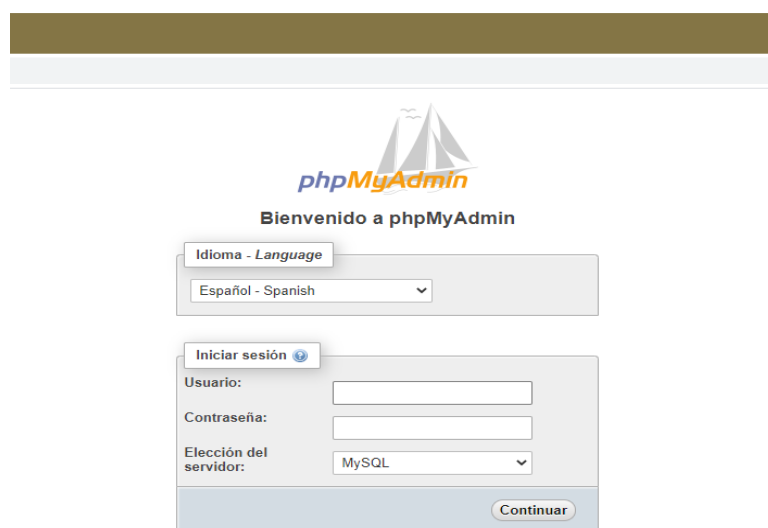 phpMyAdmin
Bienvenido a phpMyAdmin
Idioma - Language
Español - Spanish
Iniciar sesión
Usuario:
Contraseña:
Elección del
servidor:
MySQL
Continuar